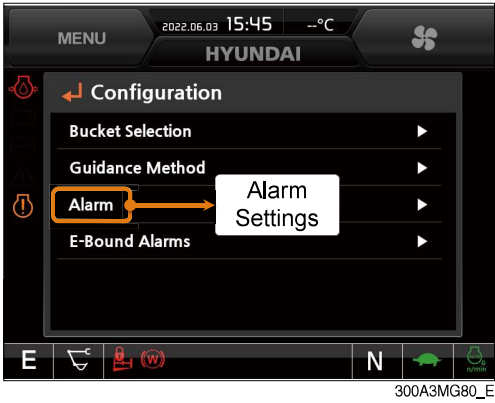 MENU
2022.06.03 15:45 --°C
HYUNDAI
Configuration
Bucket Selection
Guidance Method
Alarm
Alarm
Settings
E-Bound Alarms
E
(W)
N
n/min
300A3MG80_E